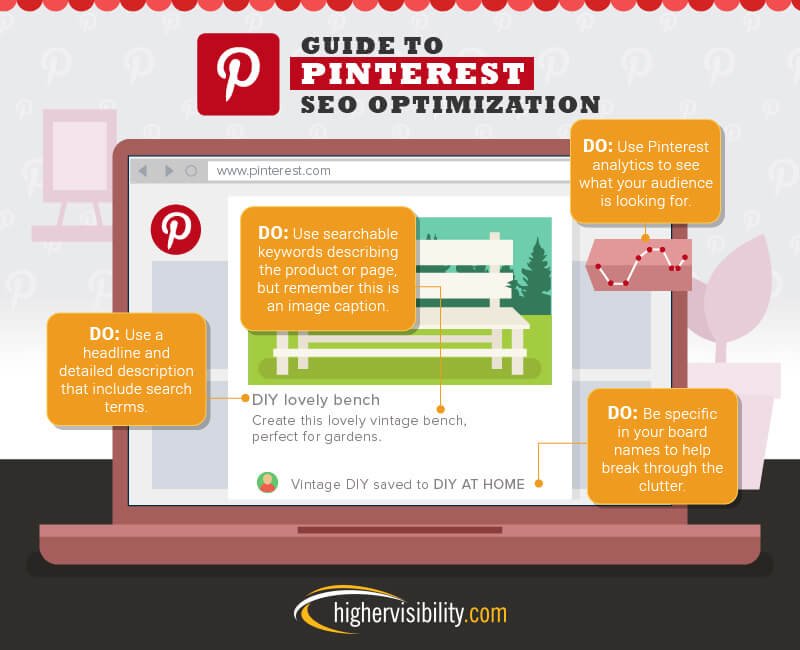 GUIDE TO
PINTEREST
SEO OPTIMIZATION
www.pinterest.com
DO: Use Pinterest
analytics to see
what your audience
is looking for.
DO: Use searchable
keywords describing
the product or page,
but remember this is
an image caption.
DO: Use a
headline and
detailed description
that include search
terms.
DIY lovely bench
Create this lovely vintage bench,
perfect for gardens.
DO: Be specific
in your board
names to help
break through the
clutter.
Vintage DIY saved to DIY AT HOME
highervisibility.com